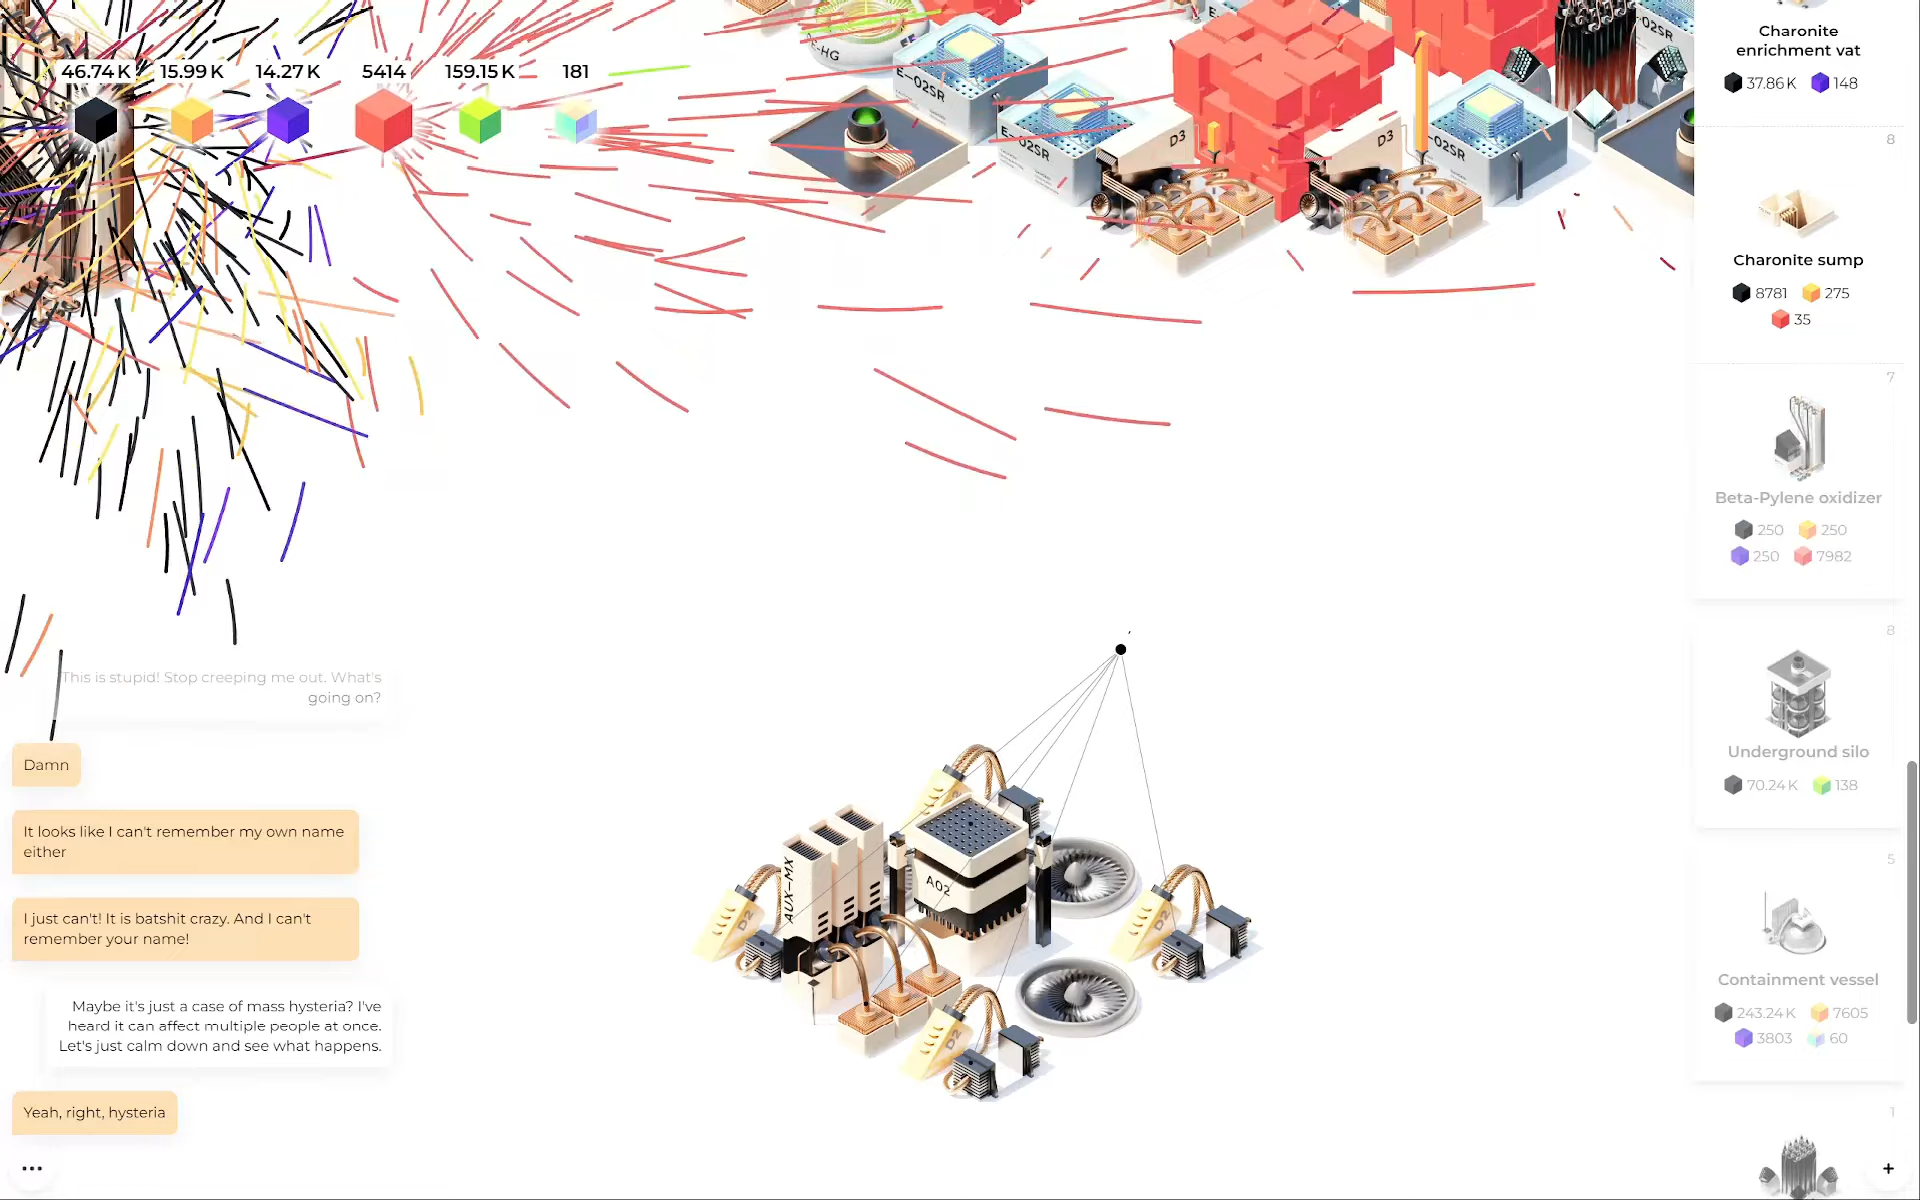 46.74 K 15.99 K 14.27 K 5414 159.15 K 181
E-HG
E-02SR
E-02SR
D3
D3
02SR
Charonite
enrichment vat
37.86 K 148
8
Charonite sump
8781 275
35
7
Beta-Pylene oxidizer
250 250
250 7982
8
Underground silo
70.24 K 138
5
Containment vessel
243.24 K 7605
3803 60
1
+
This is stupid! Stop creeping me out. What's
going on?
Damn
It looks like I can't remember my own name
either
I just can't! It is batshit crazy. And I can't
remember your name!
Maybe it's just a case of mass hysteria? I've
heard it can affect multiple people at once.
Let's just calm down and see what happens.
Yeah, right, hysteria
...
AUX-MX
A02
D2
D2
D2
D2